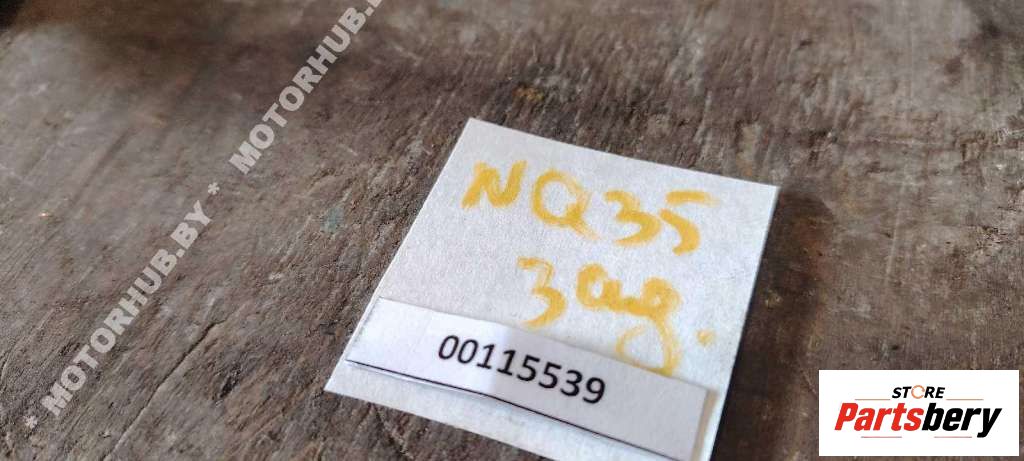 * MOTORHUB.BY * MOTORHUB.BY
NQ35
зад.
00115539
STORE
Partsbery